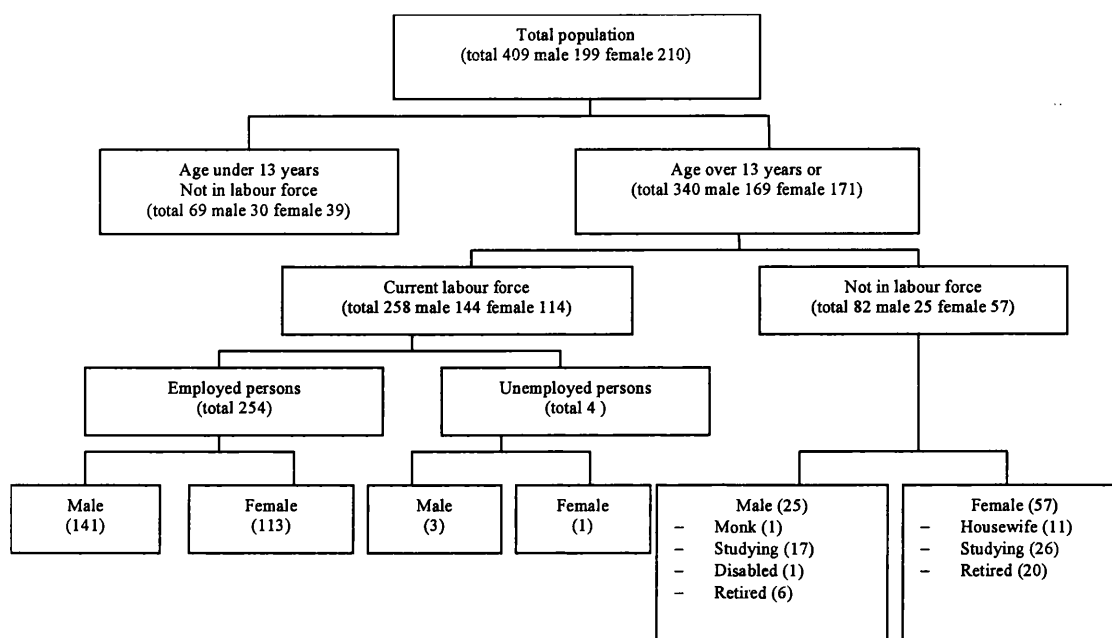 Total population
(total 409 male 199 female 210)
Age under 13 years
Not in labour force
(total 69 male 30 female 39)
Age over 13 years or
(total 340 male 169 female 171)
Current labour force
(total 258 male 144 female 114)
Not in labour force
(total 82 male 25 female 57)
Employed persons
(total 254)
Unemployed persons
(total 4 )
Male
(141)
Female
(113)
Male
(3)
Female
(1)
Male (25)
– Monk (1)
– Studying (17)
– Disabled (1)
– Retired (6)
Female (57)
– Housewife (11)
– Studying (26)
– Retired (20)